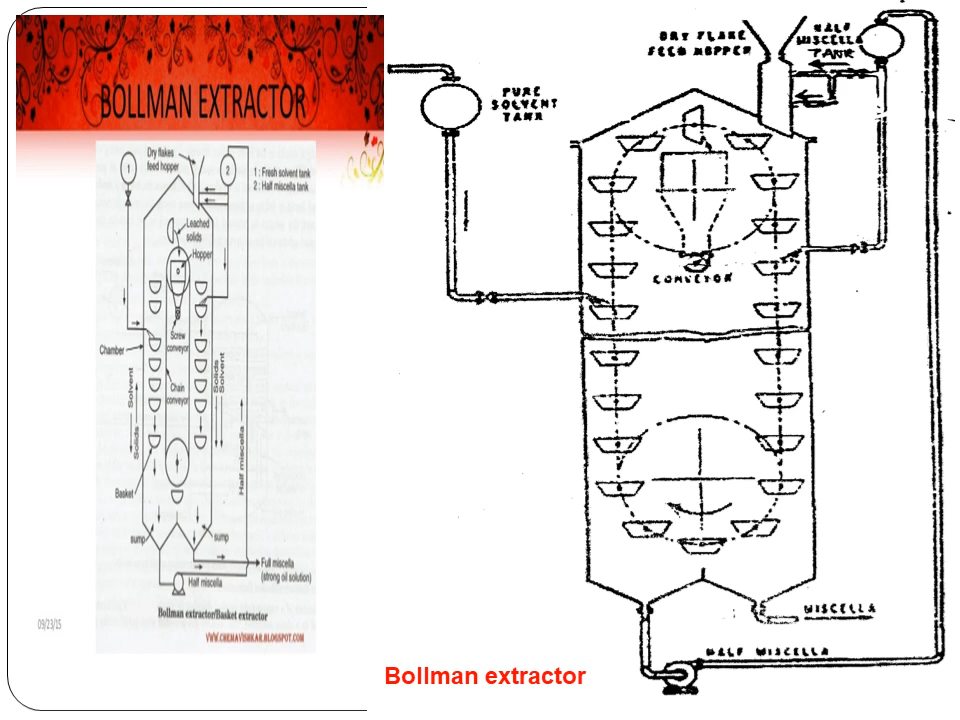 BOLLMAN EXTRACTOR
Dry flakes
feed hopper
1
2
1 : Fresh solvent tank
2 : Half miscella tank
Leached
solids
Hopper
Screw
conveyor
Chamber
Chain
conveyor
Solvent
Solids
Solids
Solvent
Half miscella
Basket
sump
sump
Full miscella
(strong oil solution)
Half miscella
Bollman extractor/Basket extractor
09/23/15
WWW.CHEMAVISHKAR.BLOGSPOT.COM
PURE
SOLVENT
TANK
DRY FLAKE
FEED HOPPER
HALF
MISCELLA
TANK
CONVEYOR
MISCELLA
HALF MISCELLA
Bollman extractor